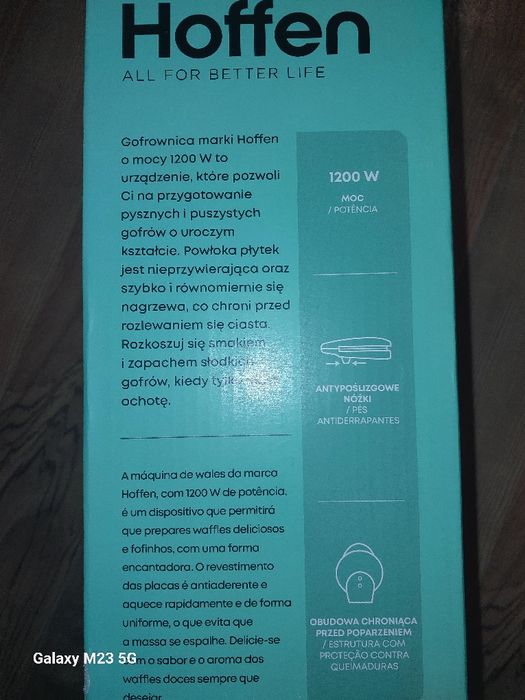 Hoffen
ALL FOR BETTER LIFE
Gofrownica marki Hoffen
o mocy 1200 W to
urządzenie, które pozwoli
Ci na przygotowanie
pysznych i puszystych
gofrów o uroczym
kształcie. Powłoka płytek
jest nieprzywierająca oraz
szybko i równomiernie się
nagrzewa, co chroni przed
rozlewaniem się ciasta.
Rozkoszuj się smakiem
i zapachem słodkich
gofrów, kiedy tylko
ochotę.
A máquina de wales da marca
Hoffen, com 1200 W de potência,
é um dispositivo que permitirá
que prepares waffles deliciosos
e fofinhos, com uma forma
encantadora. O revestimento
das placas é antiaderente e
aquece rapidamente e de forma
uniforme, o que evita que
a massa se espalhe. Delicie-se
com o sabor e o aroma dos
waffles doces sempre que
desejar.
1200 W
MOC
/ POTÊNCIA
ANTYPOŚLIZGOWE
NÓŻKI
/ PÉS
ANTIDERRAPANTES
OBUDOWA CHRONIĄCA
PRZED POPARZENIEM
/ ESTRUTURA COM
PROTEÇÃO CONTRA
QUEIMADURAS
Galaxy M23 5G